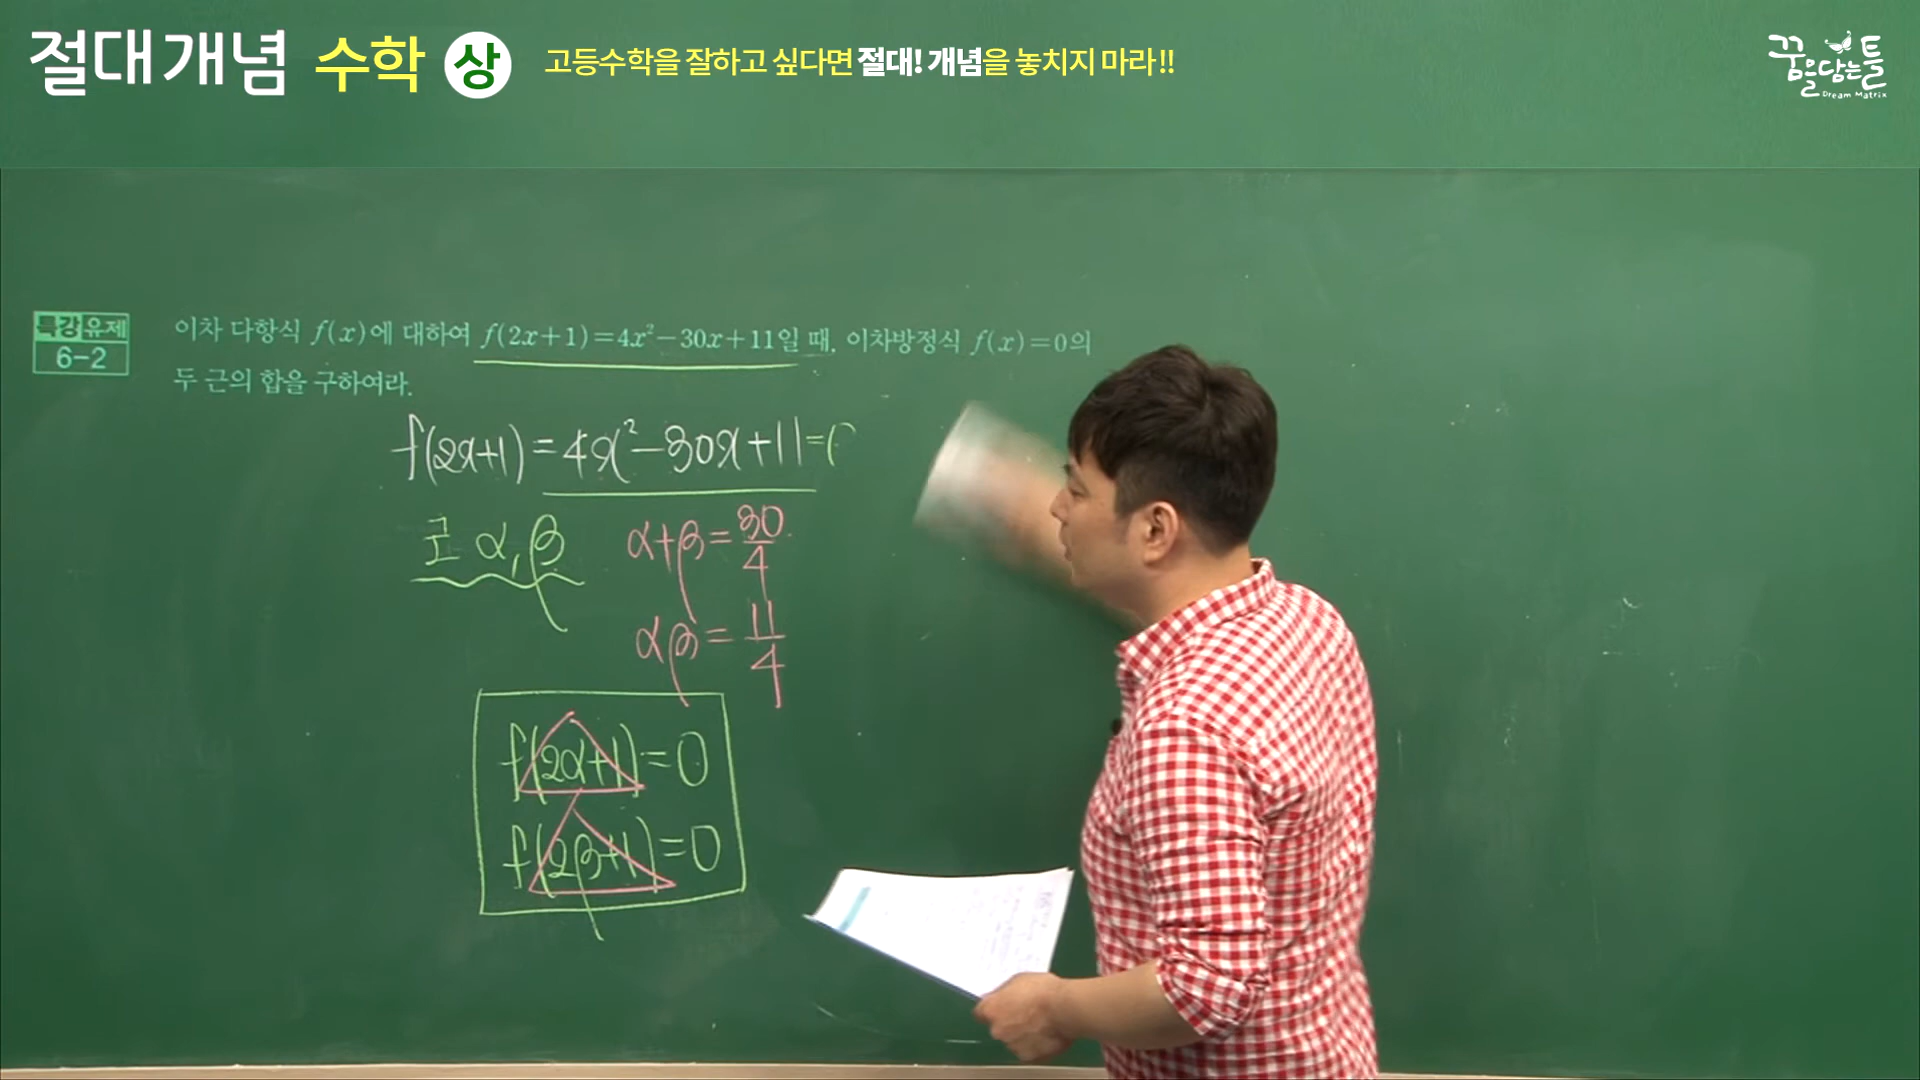 절대개념 수학 상 고등수학을 잘하고 싶다면 절대! 개념을 놓치지 마라!!
꿈을담는틀
Dream Matrix
특강유제
6-2
이차 다항식 f(x)에 대하여 f(2x+1)=4x²-30x+11일 때, 이차방정식 f(x)=0의
두 근의 합을 구하여라.
f(2x+1)=4x²-30x+11=0
근 α, β
α+β=30/4
αβ=11/4
f(2α+1)=0
f(2β+1)=0